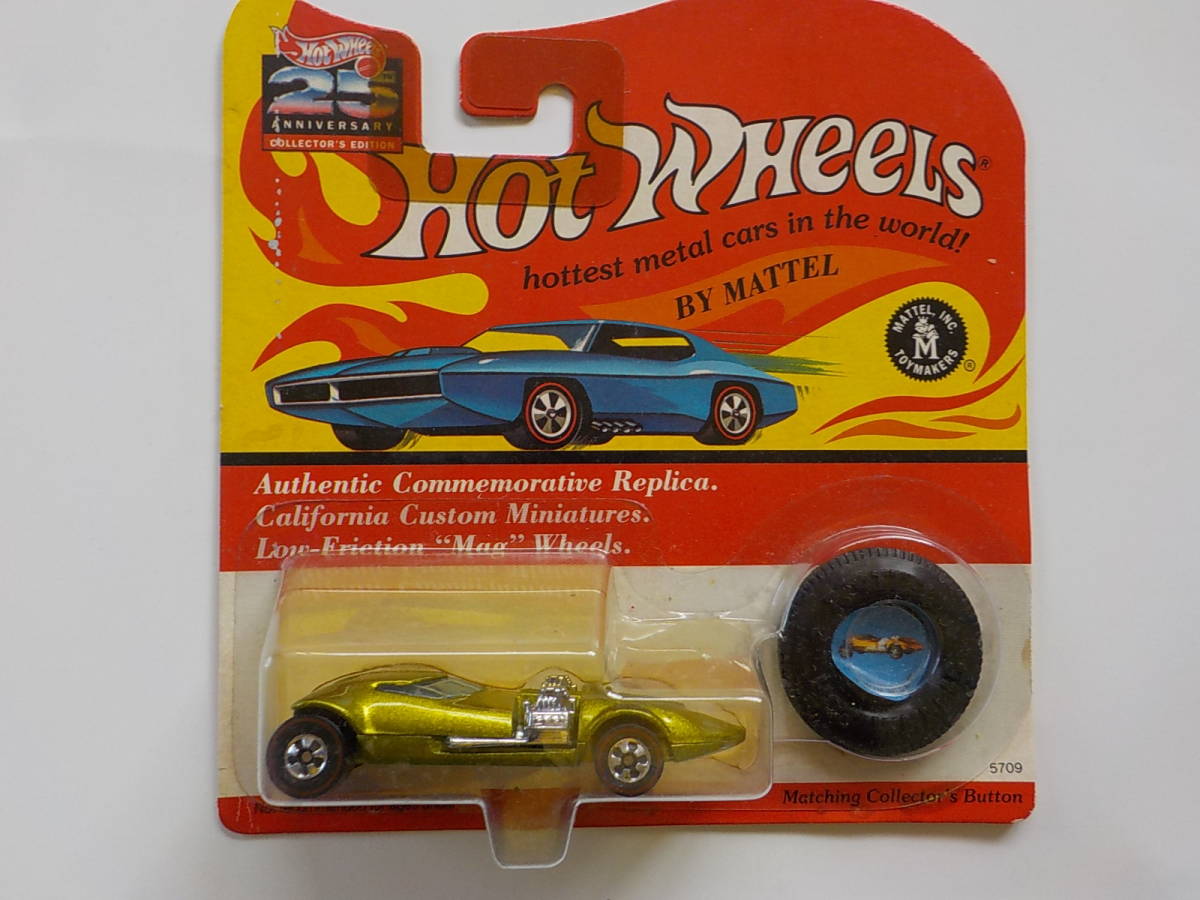 Hot Wheels
25TH
ANNIVERSARY
COLLECTOR'S EDITION
Hot Wheels®
hottest metal cars in the world!
BY MATTEL
MATTEL, INC.
M
TOYMAKERS
®
Authentic Commemorative Replica.
California Custom Miniatures.
Low-Friction "Mag" Wheels.
5709
Matching Collector's Button